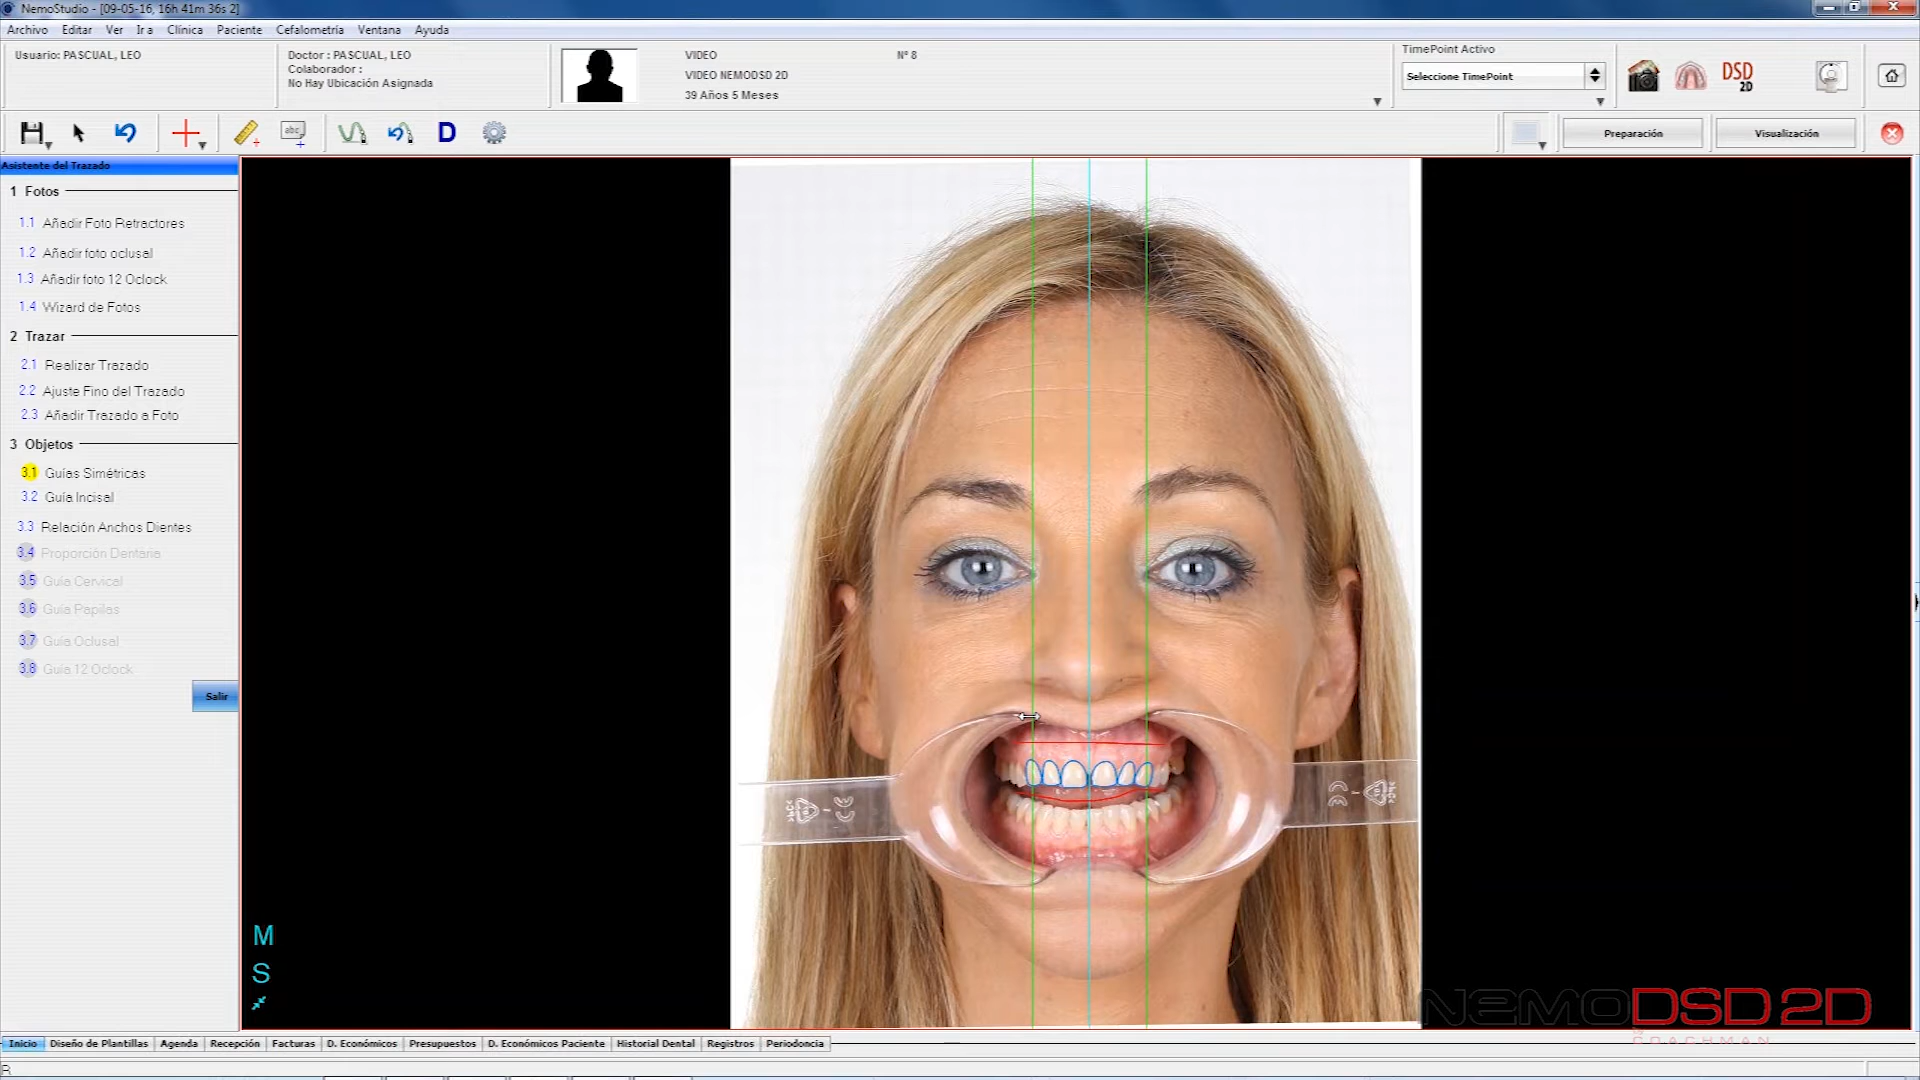 NemoStudio - [09-05-16, 16h 41m 36s 2]
Archivo Editar Ver Ir a Clínica Paciente Cefalometría Ventana Ayuda
Usuario: PASCUAL, LEO
Doctor : PASCUAL, LEO
Colaborador :
No Hay Ubicación Asignada
VIDEO Nº 8
VIDEO NEMODSD 2D
39 Años 5 Meses
TimePoint Activo
Seleccione TimePoint
DSD
2D
abc
D
Preparación
Visualización
Asistente del Trazado
1 Fotos
1.1 Añadir Foto Retractores
1.2 Añadir foto oclusal
1.3 Añadir foto 12 Oclock
1.4 Wizard de Fotos
2 Trazar
2.1 Realizar Trazado
2.2 Ajuste Fino del Trazado
2.3 Añadir Trazado a Foto
3 Objetos
3.1 Guías Simétricas
3.2 Guía Incisal
3.3 Relación Anchos Dientes
3.4 Proporción Dentaria
3.5 Guía Cervical
3.6 Guía Papilas
3.7 Guía Oclusal
3.8 Guía 12 Oclock
Salir
M
S
NEMODSD 2D
COACHMAN
Inicio Diseño de Plantillas Agenda Recepción Facturas D. Económicos Presupuestos D. Económicos Paciente Historial Dental Registros Periodoncia
R